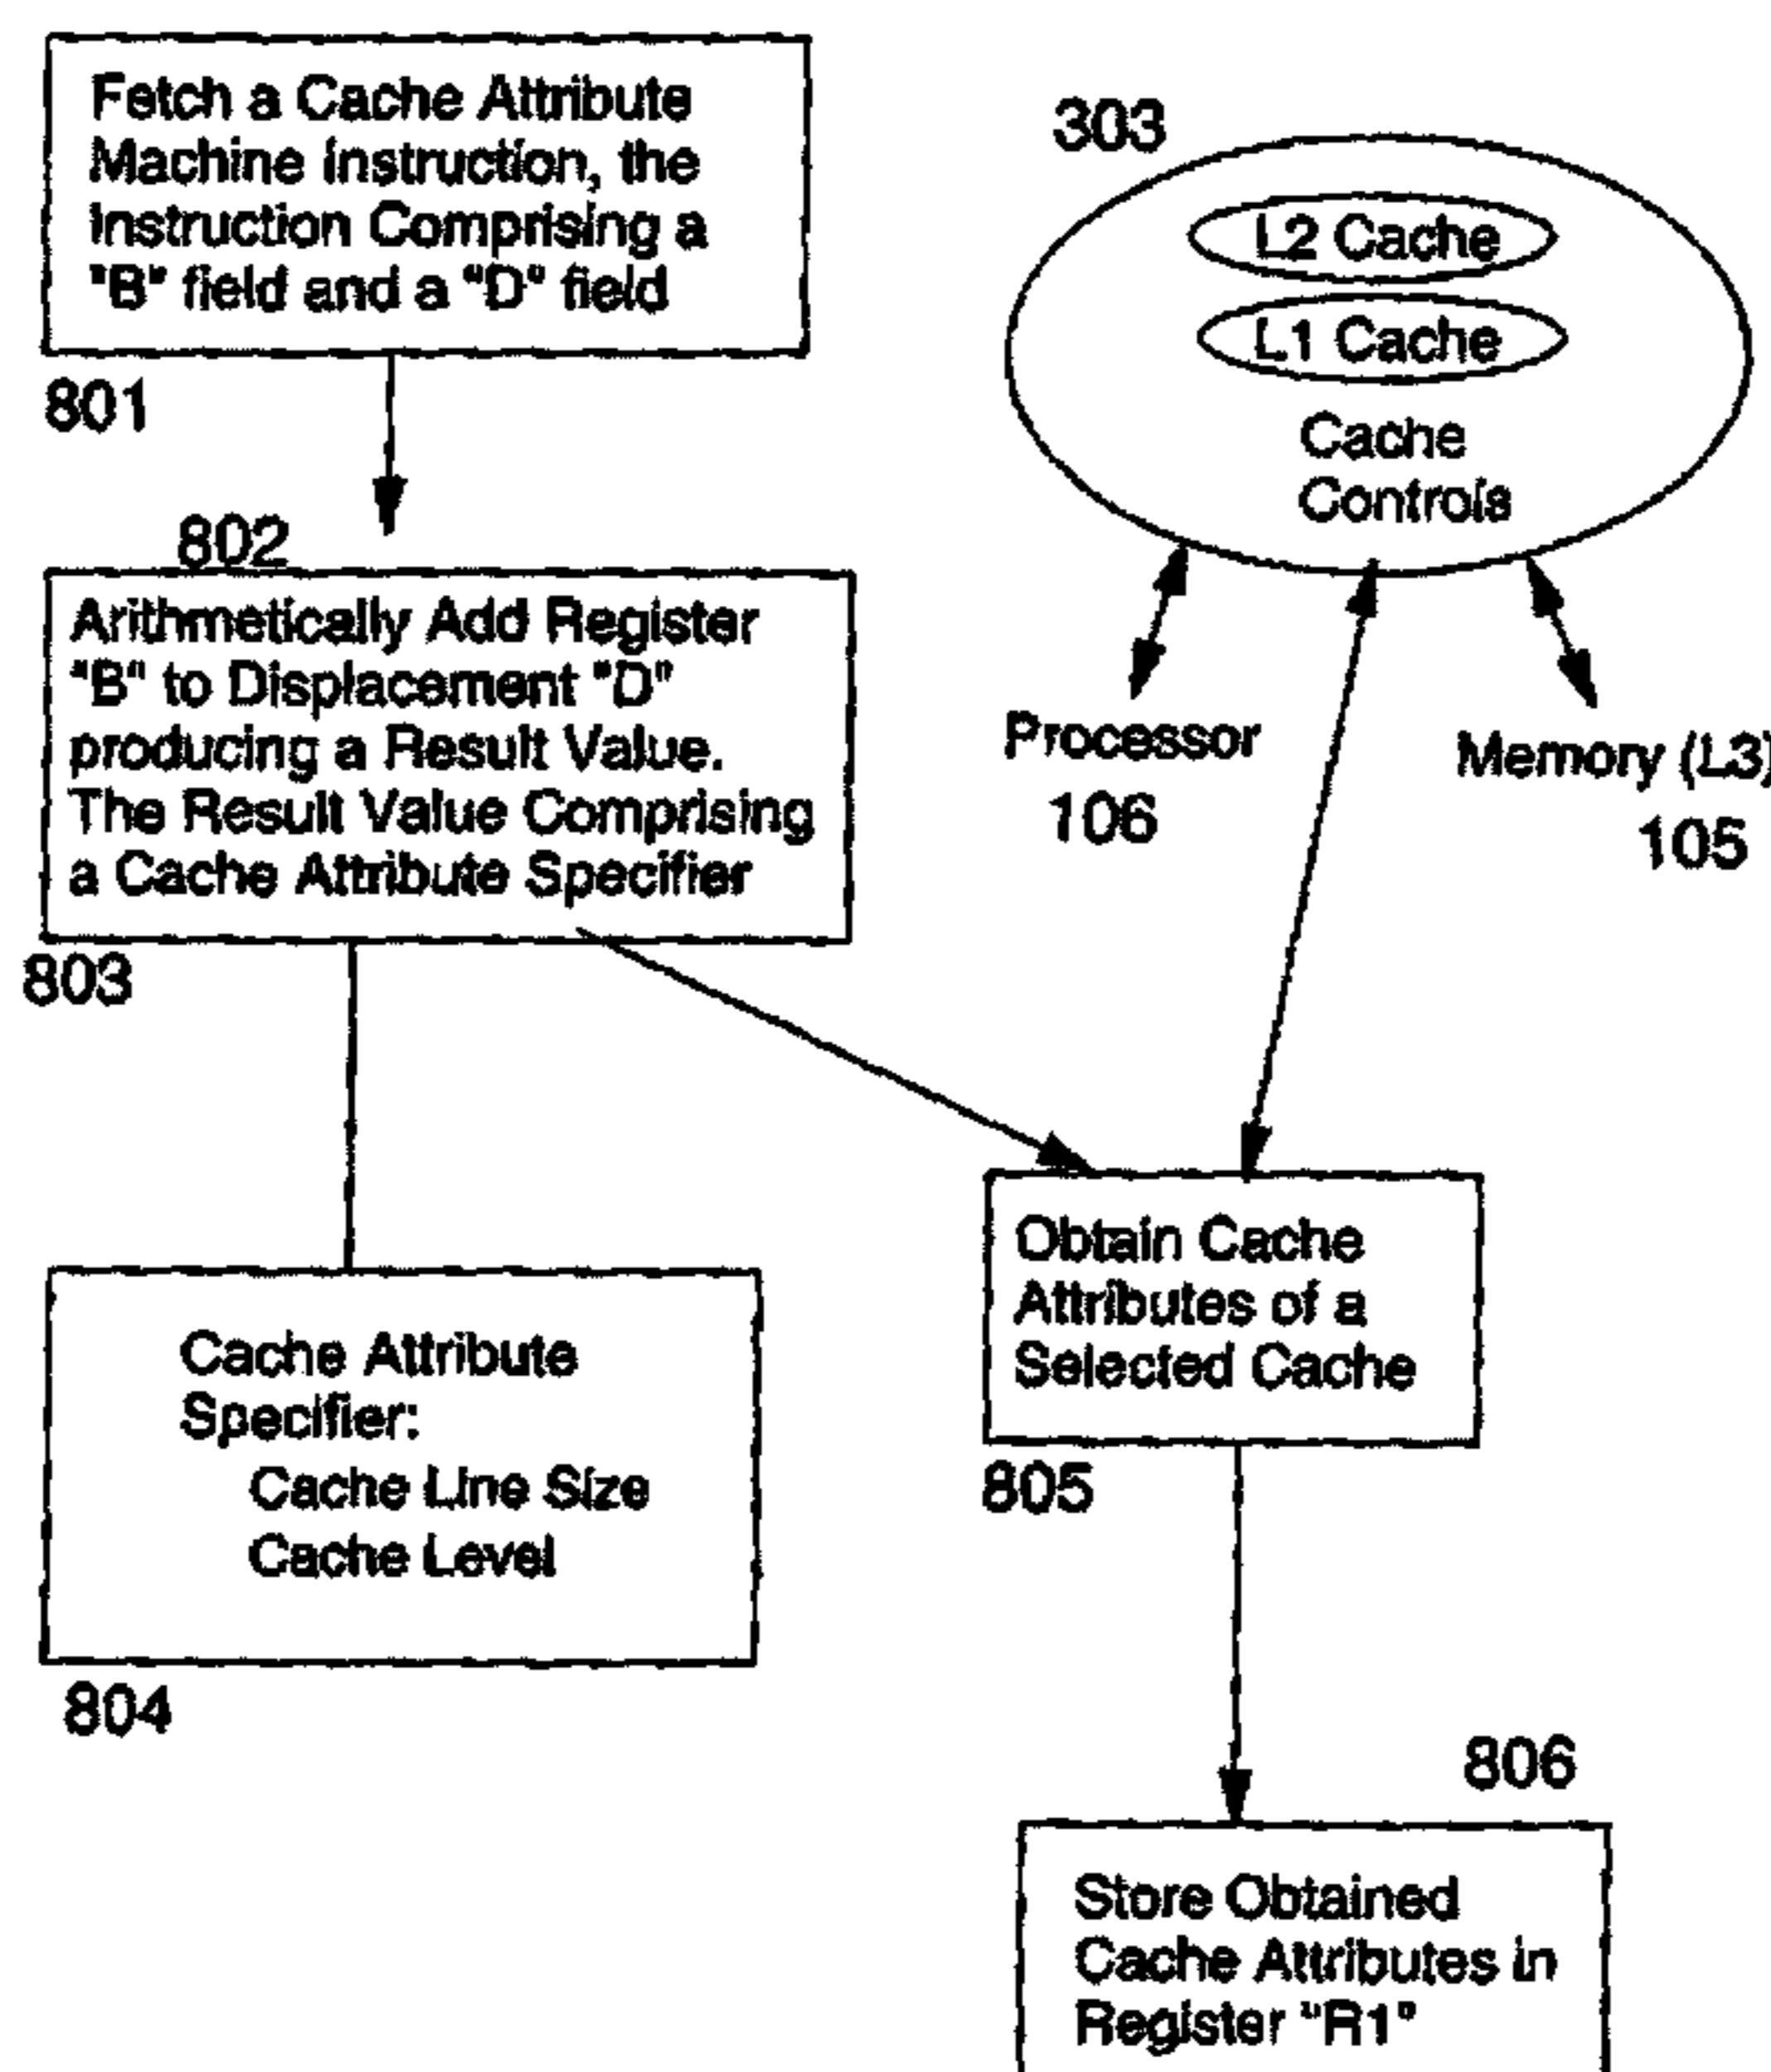 Fetch a Cache Attribute
Machine Instruction, the
Instruction Comprising a
"B" field and a "D" field
801
802
Arithmetically Add Register
"B" to Displacement "D"
producing a Result Value.
The Result Value Comprising
a Cache Attribute Specifier
803
Cache Attribute
Specifier:
Cache Line Size
Cache Level
804
303
L2 Cache
L1 Cache
Cache
Controls
Processor
106
Memory (L3)
105
Obtain Cache
Attributes of a
Selected Cache
805
806
Store Obtained
Cache Attributes in
Register "R1"